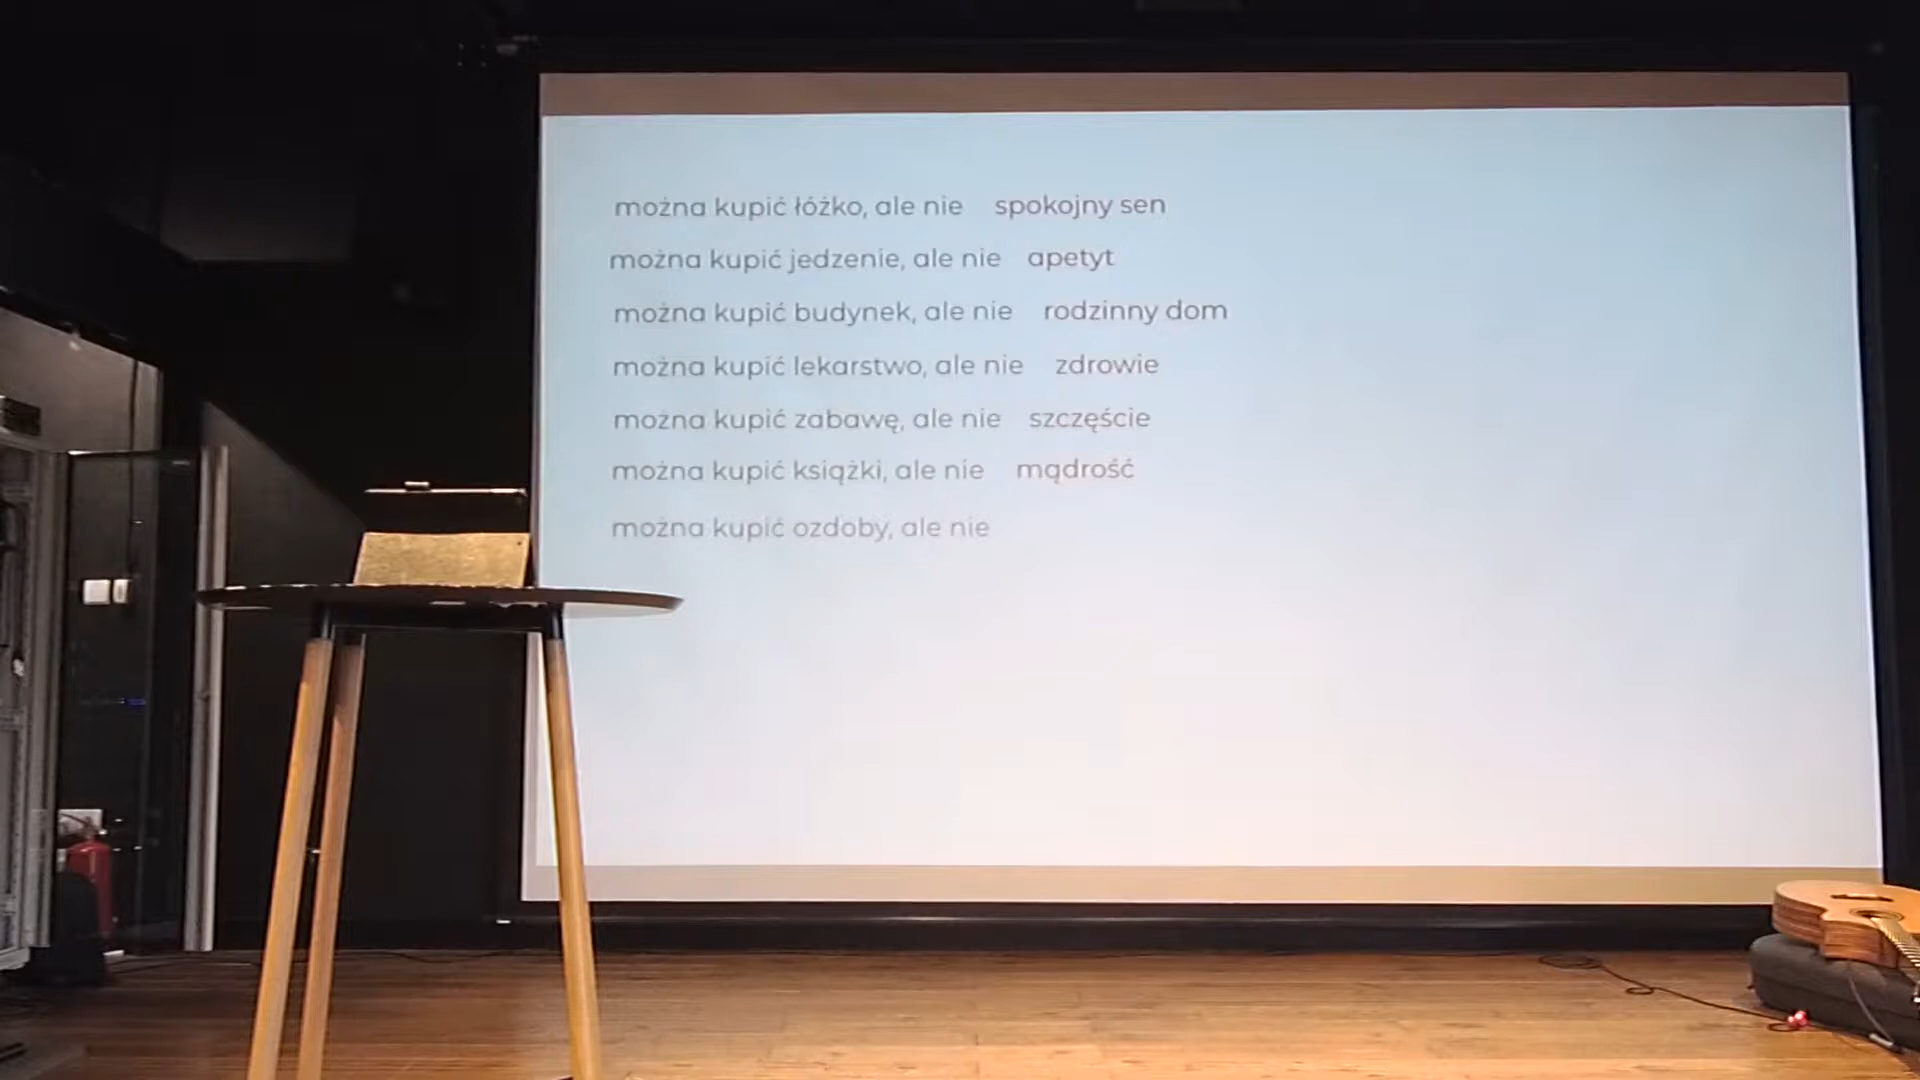 można kupić łóżko, ale nie spokojny sen
można kupić jedzenie, ale nie apetyt
można kupić budynek, ale nie rodzinny dom
można kupić lekarstwo, ale nie zdrowie
można kupić zabawę, ale nie szczęście
można kupić książki, ale nie mądrość
można kupić ozdoby, ale nie